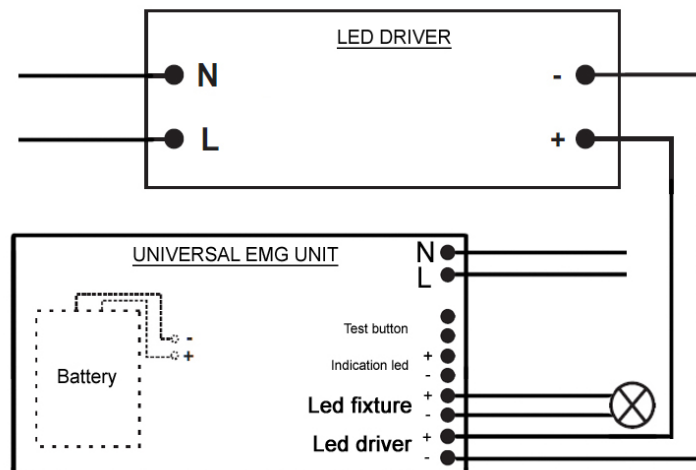 LED DRIVER
N
-
L
+
UNIVERSAL EMG UNIT
N
L
Test button
-
+
Indication led
+
-
Battery
Led fixture
+
-
Led driver
+
-